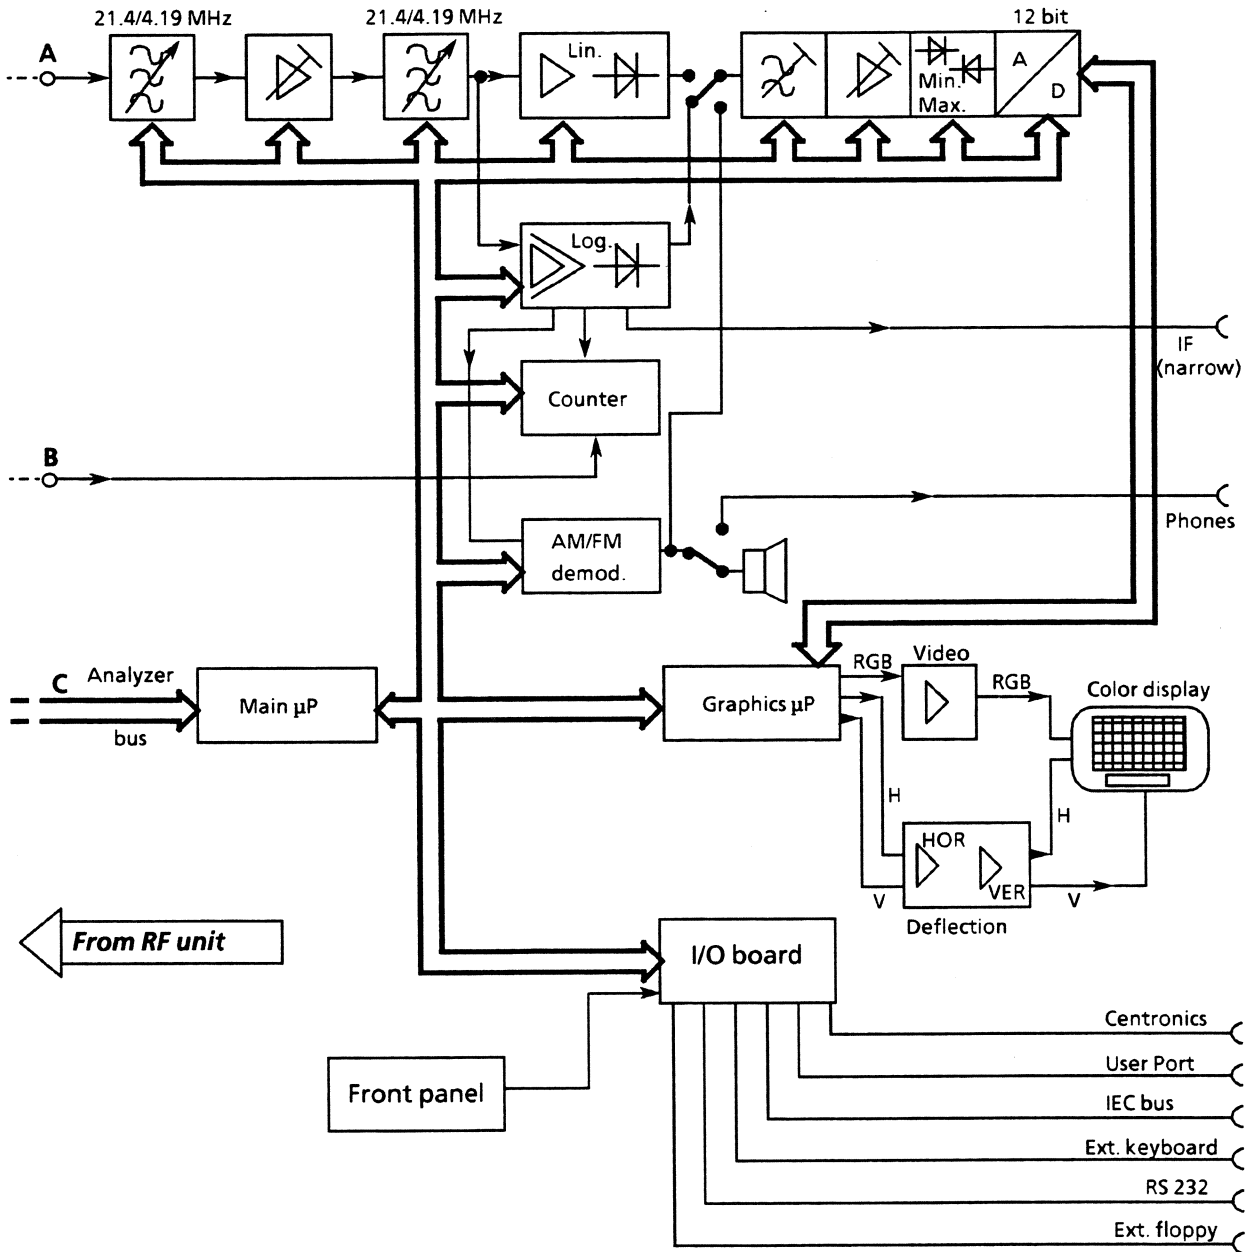 21.4/4.19 MHz
21.4/4.19 MHz
12 bit
A
Lin.
Min.
Max.
A
D
Log.
IF
(narrow)
Counter
B
Phones
AM/FM
demod.
C
Analyzer
bus
Main µP
Graphics µP
RGB
Video
RGB
Color display
H
H
HOR
VER
V
V
Deflection
From RF unit
I/O board
Front panel
Centronics
User Port
IEC bus
Ext. keyboard
RS 232
Ext. floppy